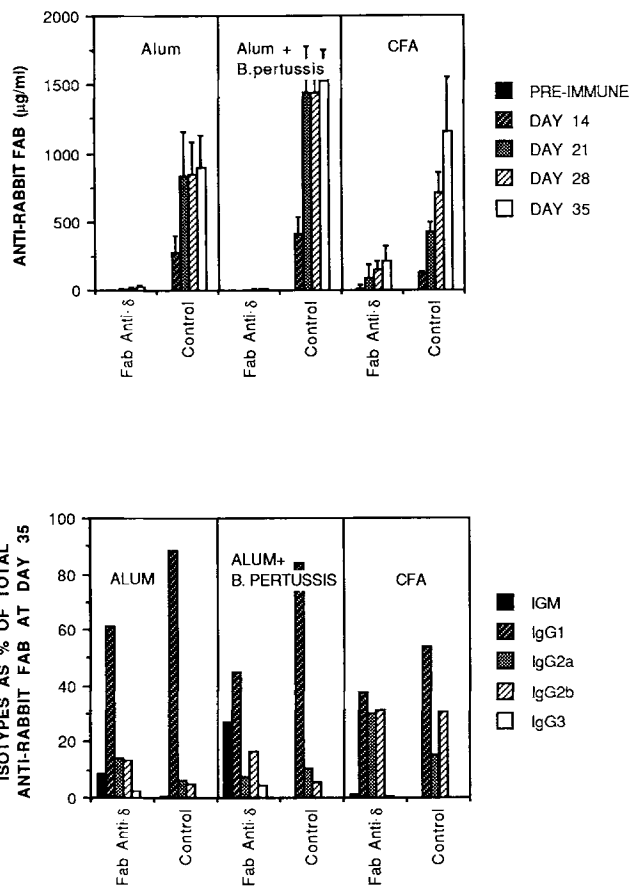 2000
1500
1000
500
0
ANTI-RABBIT FAB (µg/ml)
Alum
Alum +
B.pertussis
CFA
Fab Anti-δ
Control
Fab Anti-δ
Control
Fab Anti-δ
Control
PRE-IMMUNE
DAY 14
DAY 21
DAY 28
DAY 35
100
80
60
40
20
0
ISOTYPES AS % OF TOTAL
ANTI-RABBIT FAB AT DAY 35
ALUM
ALUM+
B. PERTUSSIS
CFA
Fab Anti-δ
Control
Fab Anti-δ
Control
Fab Anti-δ
Control
IGM
IgG1
IgG2a
IgG2b
IgG3